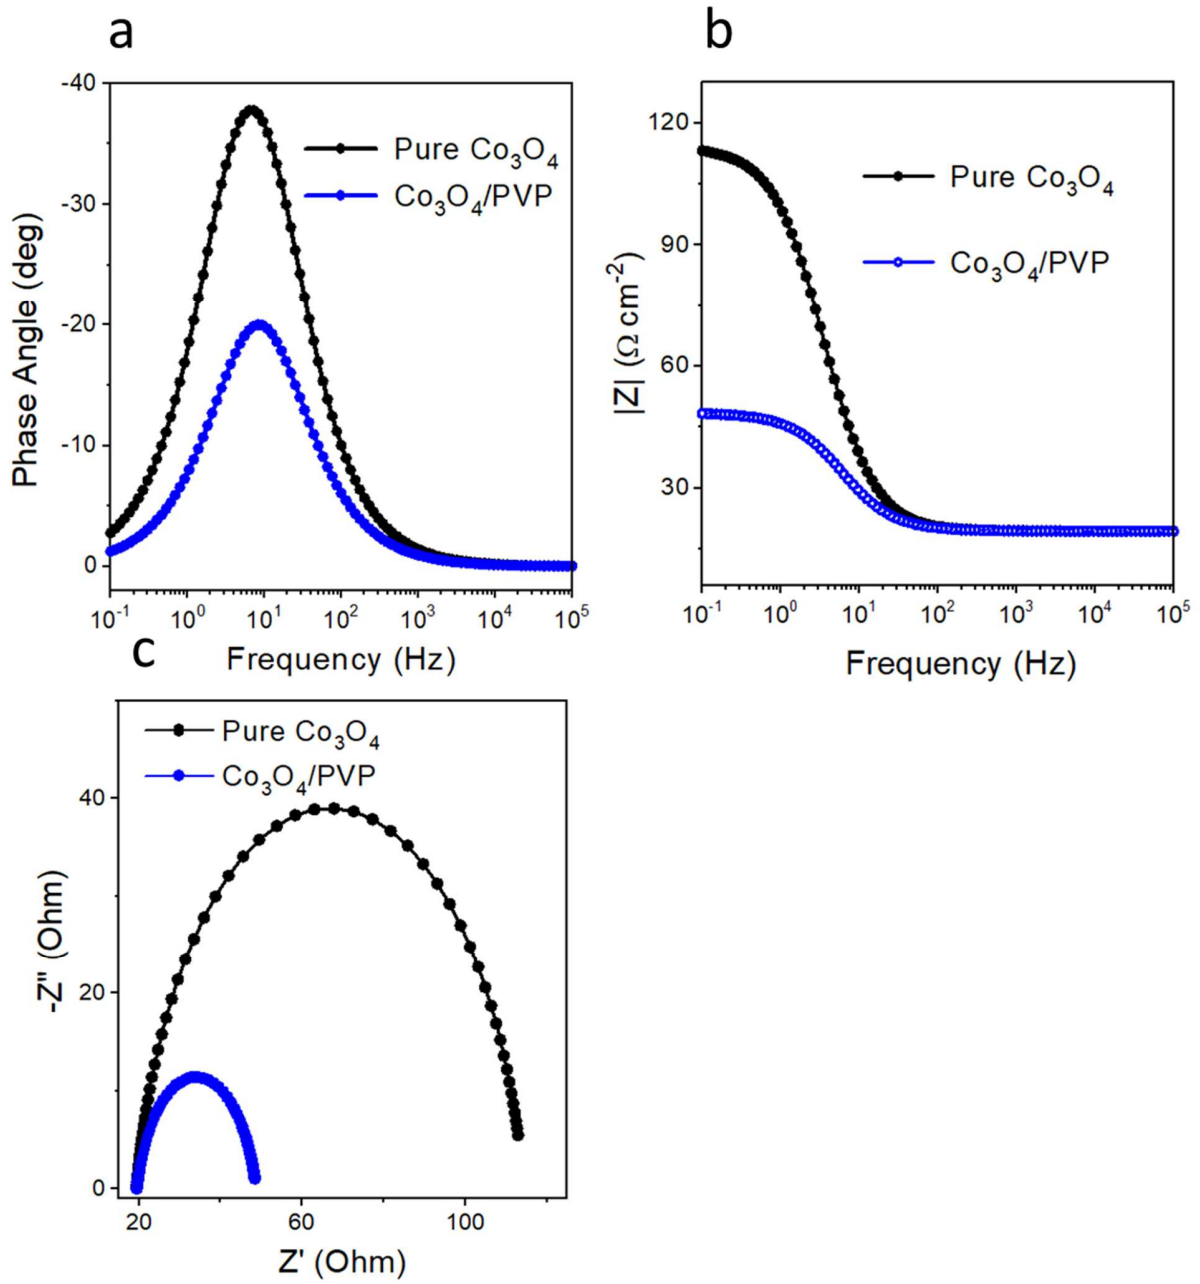 a
-40
-30
-20
-10
0
Phase Angle (deg)
Pure Co₃O₄
Co₃O₄/PVP
10⁻¹ 10⁰ 10¹ 10² 10³ 10⁴ 10⁵
Frequency (Hz)
b
120
90
60
30
|Z| (Ω cm⁻²)
Pure Co₃O₄
Co₃O₄/PVP
10⁻¹ 10⁰ 10¹ 10² 10³ 10⁴ 10⁵
Frequency (Hz)
c
40
20
0
-Z" (Ohm)
Pure Co₃O₄
Co₃O₄/PVP
20 60 100
Z' (Ohm)